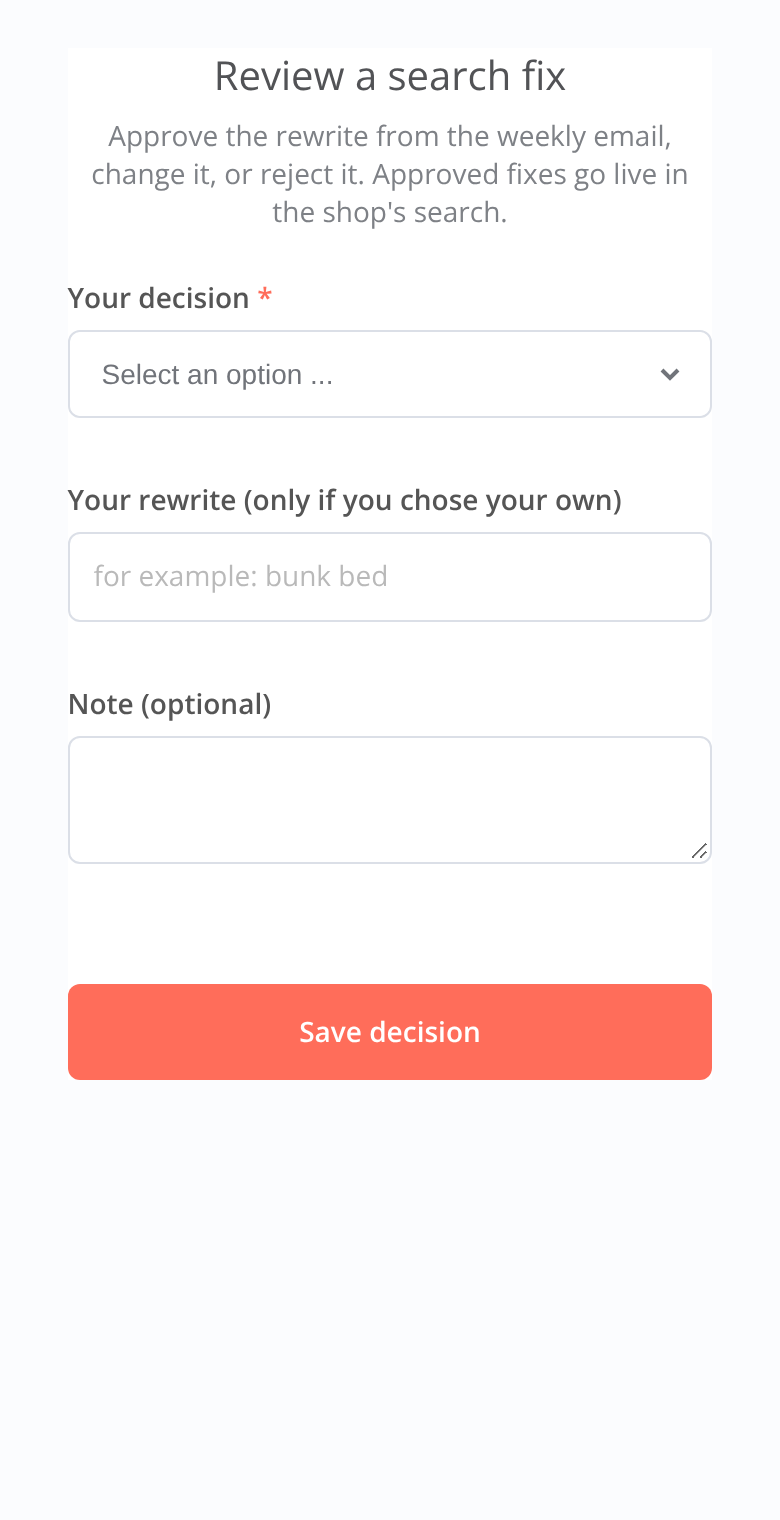 Review a search fix
Approve the rewrite from the weekly email,
change it, or reject it. Approved fixes go live in
the shop's search.
Your decision *
Select an option ...
Your rewrite (only if you chose your own)
for example: bunk bed
Note (optional)
Save decision